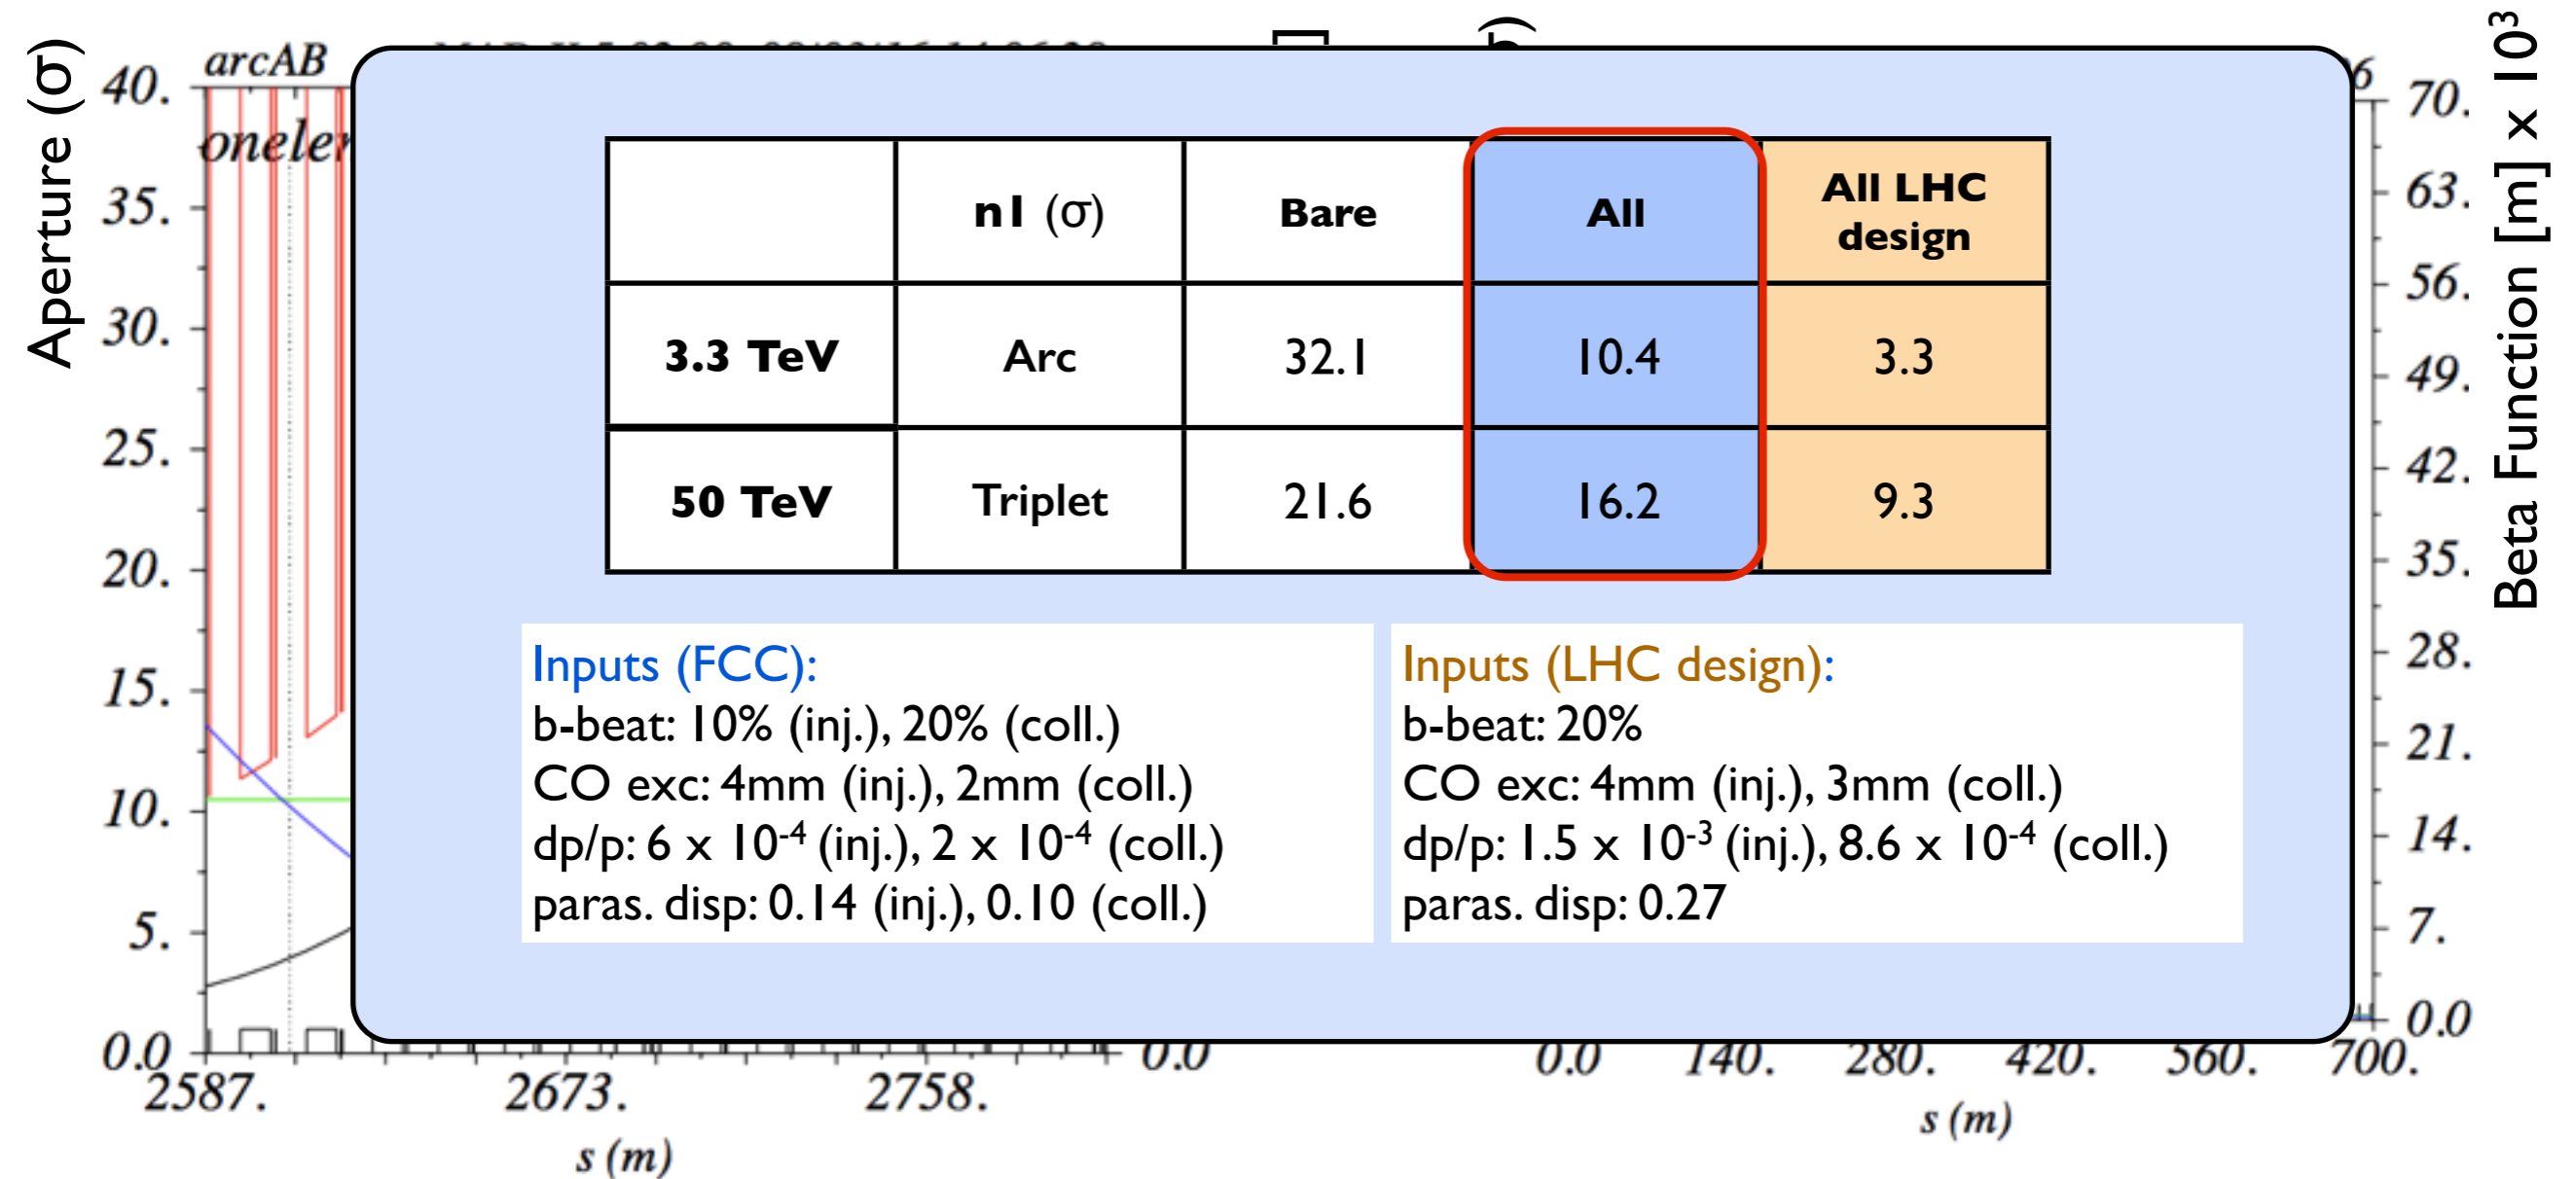 Aperture (σ)
arcAB
40.
35.
30.
25.
20.
15.
10.
5.
0.0
2587.
2673.
2758.
s (m)
n1 (σ)
Bare
All
All LHC
design
3.3 TeV
Arc
32.1
10.4
3.3
50 TeV
Triplet
21.6
16.2
9.3
Inputs (FCC):
b-beat: 10% (inj.), 20% (coll.)
CO exc: 4mm (inj.), 2mm (coll.)
dp/p: 6 x 10⁻⁴ (inj.), 2 x 10⁻⁴ (coll.)
paras. disp: 0.14 (inj.), 0.10 (coll.)
Inputs (LHC design):
b-beat: 20%
CO exc: 4mm (inj.), 3mm (coll.)
dp/p: 1.5 x 10⁻³ (inj.), 8.6 x 10⁻⁴ (coll.)
paras. disp: 0.27
0.0
0.0
140.
280.
420.
560.
700.
s (m)
70.
63.
56.
49.
42.
35.
28.
21.
14.
7.
0.0
Beta Function [m] x 10³